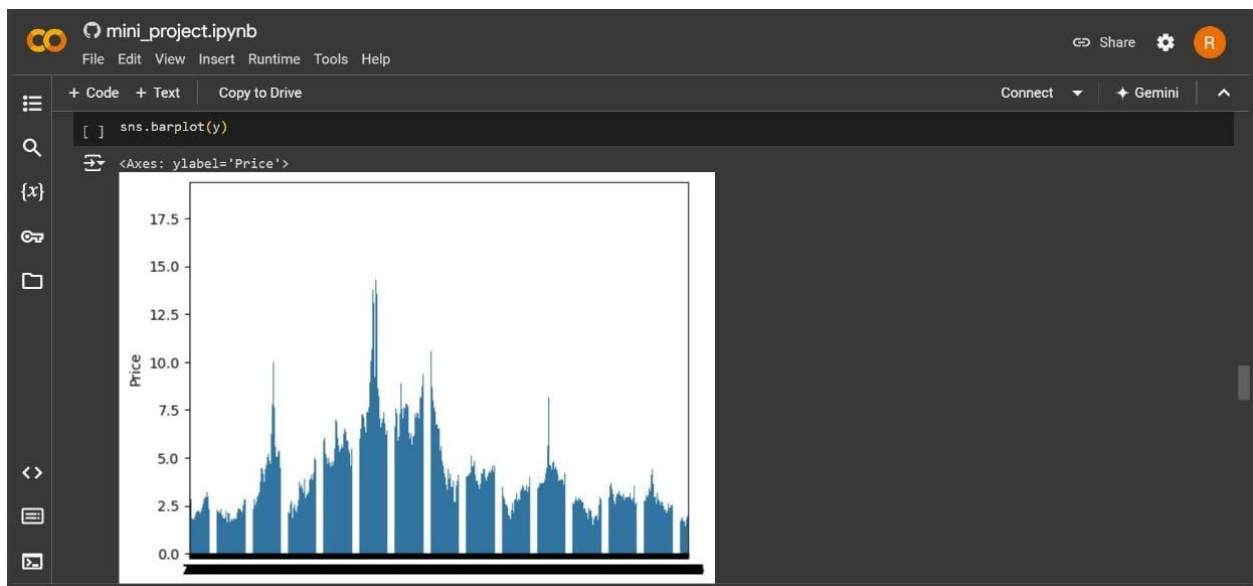 mini_project.ipynb
File Edit View Insert Runtime Tools Help
Share R
+ Code + Text Copy to Drive Connect Gemini
[ ] sns.barplot(y)
<Axes: ylabel='Price'>
{x}
17.5
15.0
12.5
10.0
7.5
5.0
2.5
0.0
Price